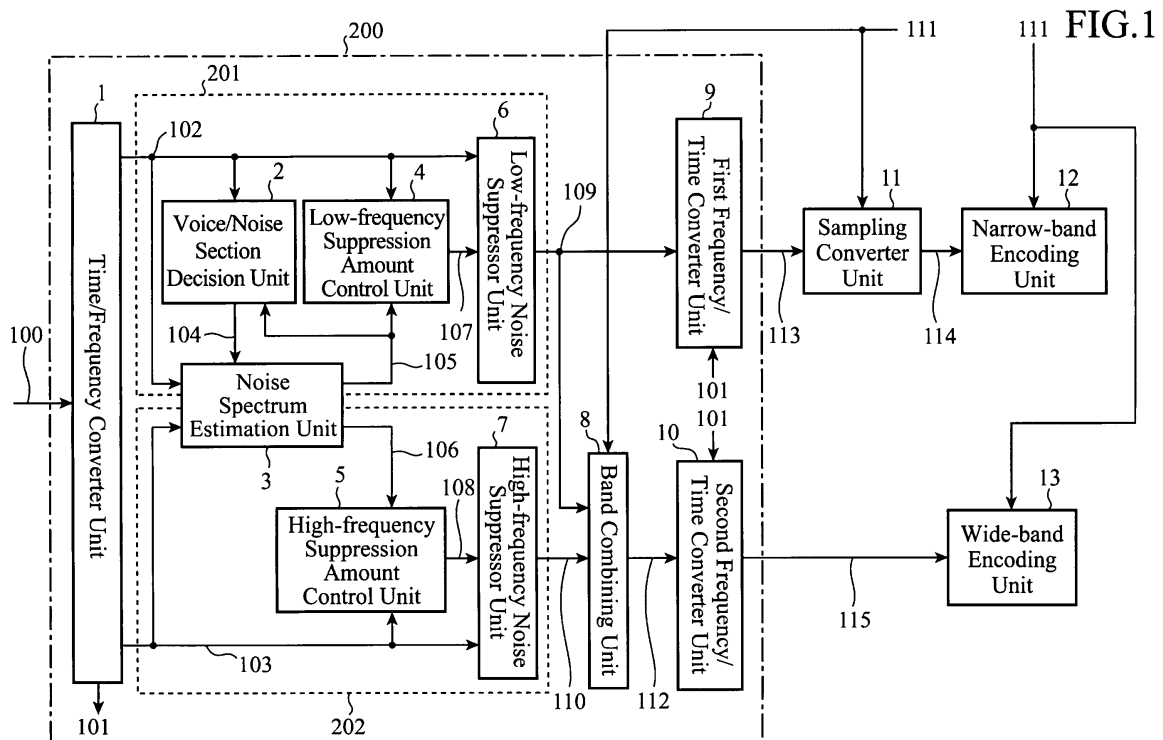 FIG.1
200
111
111
201
1
102
2
4
6
9
11
12
Voice/Noise
Section
Decision Unit
Low-frequency
Suppression
Amount
Control Unit
Low-frequency Noise
Suppressor Unit
109
First Frequency/
Time Converter Unit
Sampling
Converter
Unit
Narrow-band
Encoding
Unit
Time/Frequency Converter Unit
104
105
107
113
114
100
101
101
Noise
Spectrum
Estimation Unit
3
106
7
8
10
13
5
108
High-frequency
Suppression
Amount
Control Unit
High-frequency Noise
Suppressor Unit
Band Combining Unit
Second Frequency/
Time Converter Unit
Wide-band
Encoding
Unit
103
110
112
115
101
202